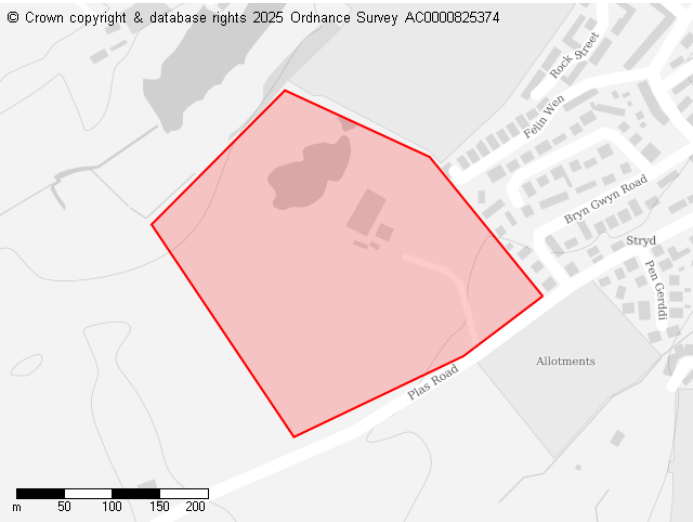 © Crown copyright & database rights 2025 Ordnance Survey AC0000825374
Rock Street
Felin Wen
Bryn Gwyn Road
Stryd
Pen Gerddi
Allotments
Plas Road
m 50 100 150 200